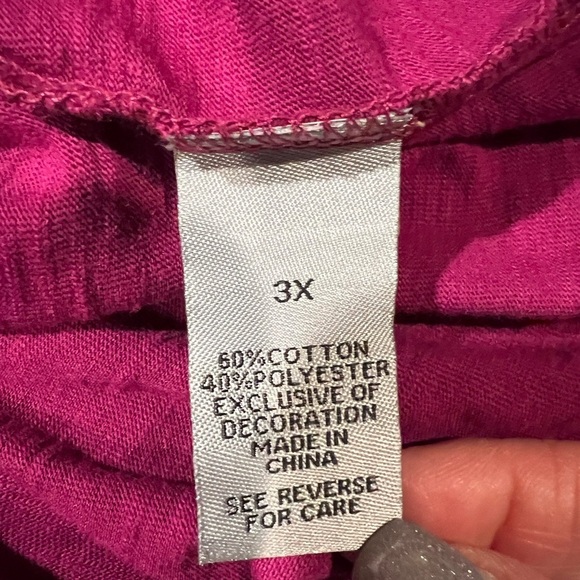 3X
60%COTTON
40%POLYESTER
EXCLUSIVE OF
DECORATION
MADE IN
CHINA
SEE REVERSE
FOR CARE